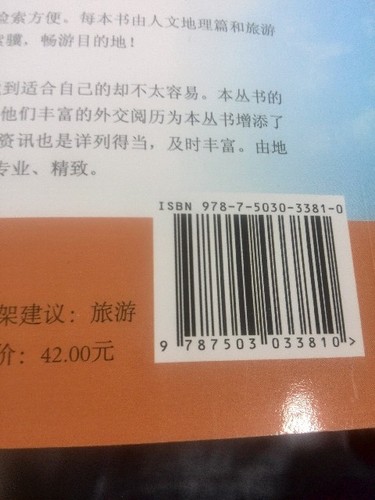 检索方便。每本书由人文地理篇和旅游
骥，畅游目的地！
到适合自己的却不太容易。本丛书的
他们丰富的外交阅历为本丛书增添了
资讯也是详列得当，及时丰富。由地
专业、精致。
ISBN 978-7-5030-3381-0
9 787503 033810 >
架建议：旅游
价：42.00元